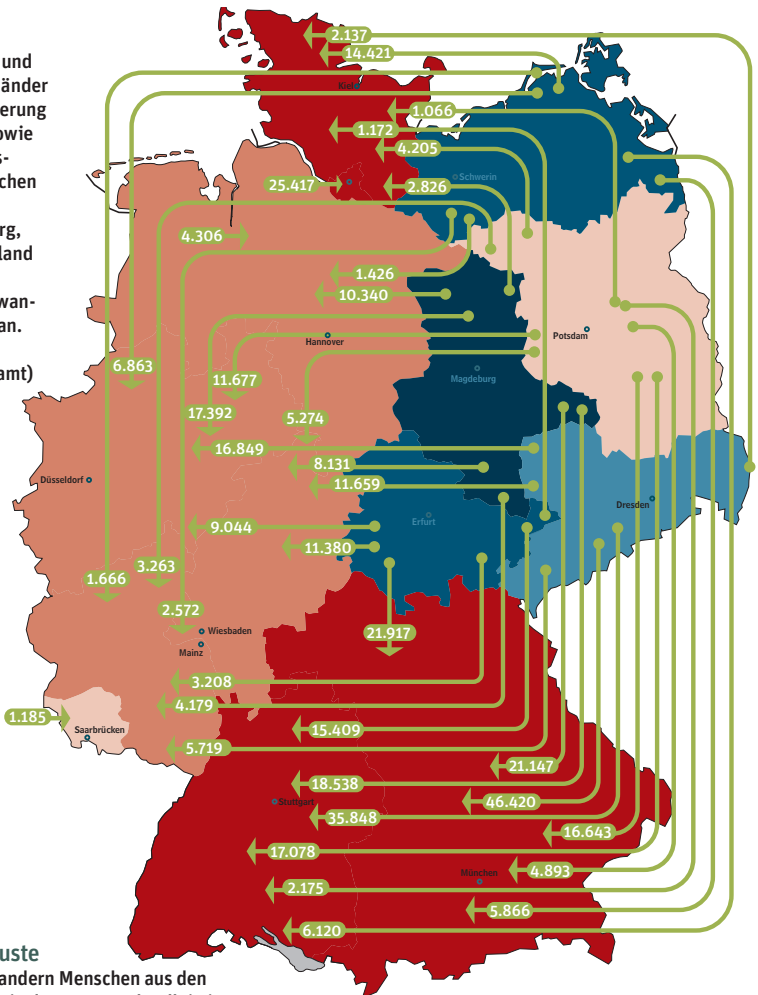 und
änder
erung
owie
s-
chen
rg,
land
wan-
an.
amt)
2.137
14.421
Kiel
1.066
1.172
4.205
Schwerin
25.417
2.826
4.306
1.426
10.340
Hannover
Potsdam
6.863
11.677
Magdeburg
17.392
5.274
16.849
8.131
Düsseldorf
11.659
Dresden
9.044
Erfurt
11.380
3.263
1.666
2.572
Wiesbaden
21.917
Mainz
3.208
4.179
1.185
Saarbrücken
15.409
5.719
21.147
18.538
Stuttgart
46.420
35.848
16.643
17.078
München
4.893
2.175
5.866
6.120
uste
andern Menschen aus den